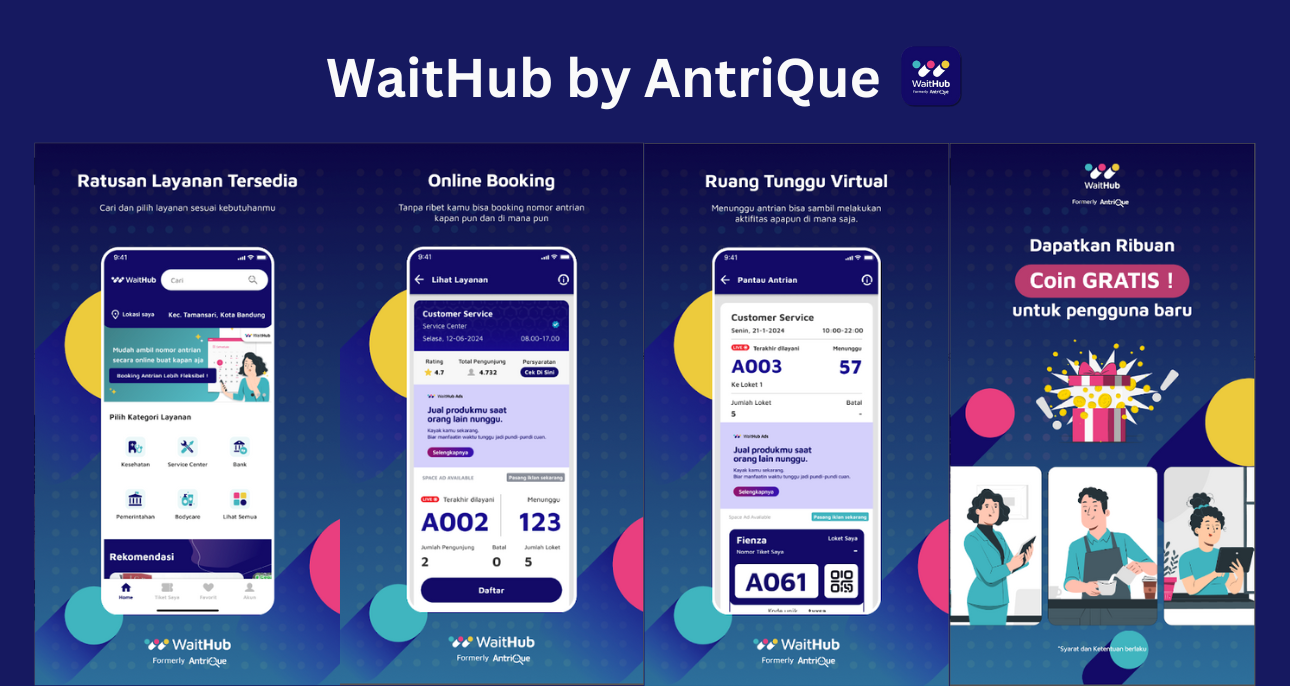 WaitHub by AntriQue
WaitHub
Formerly AntriQue
Ratusan Layanan Tersedia
Cari dan pilih layanan sesuai kebutuhanmu
9:41
WaitHub
Cari
Lokasi saya
Kec. Tamansari, Kota Bandung
WaitHub
Mudah ambil nomor antrian
secara online buat kapan aja
Booking Antrian Lebih Fleksibel !
Pilih Kategori Layanan
Kesehatan
Service Center
Bank
Pemerintahan
Bodycare
Lihat Semua
Rekomendasi
Home
Tiket Saya
Favorit
Akun
WaitHub
Formerly AntriQue
Online Booking
Tanpa ribet kamu bisa booking nomor antrian
kapan pun dan di mana pun
9:41
Lihat Layanan
Customer Service
Service Center
Selasa, 12-06-2024
08.00-17.00
Rating
Total Pengunjung
Persyaratan
4.7
4.732
Cek Di Sini
WaitHub Ads
Jual produkmu saat
orang lain nunggu.
Kayak kamu sekarang.
Biar manfaatin waktu tunggu jadi pundi-pundi cuan.
Selengkapnya
SPACE AD AVAILABLE
Pasang iklan sekarang
LIVE
Terakhir dilayani
Menunggu
A002
123
Jumlah Pengunjung
Batal
Jumlah Loket
2
0
5
Daftar
WaitHub
Formerly AntriQue
Ruang Tunggu Virtual
Menunggu antrian bisa sambil melakukan
aktifitas apapun di mana saja.
9:41
Pantau Antrian
Customer Service
Senin, 21-1-2024
10:00-22:00
LIVE
Terakhir dilayani
Menunggu
A003
57
Ke Loket 1
Jumlah Loket
Batal
5
-
WaitHub Ads
Jual produkmu saat
orang lain nunggu.
Kayak kamu sekarang.
Biar manfaatin waktu tunggu jadi pundi-pundi cuan.
Selengkapnya
Space Ad Available
Pasang iklan sekarang
Fienza
Loket Saya
Nomor Tiket Saya
-
A061
WaitHub
Formerly AntriQue
WaitHub
Formerly AntriQue
Dapatkan Ribuan
Coin GRATIS !
untuk pengguna baru
*Syarat dan Ketentuan berlaku